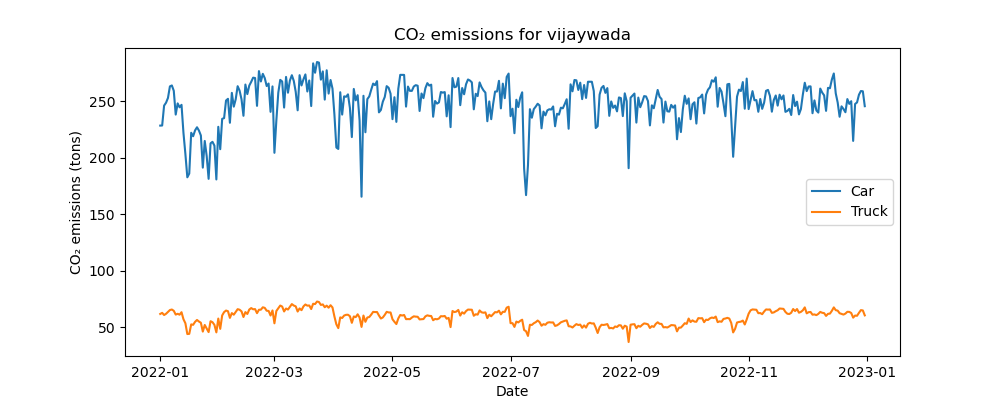 CO₂ emissions for vijaywada
CO₂ emissions (tons)
250
200
150
100
50
Car
Truck
2022-01
2022-03
2022-05
2022-07
2022-09
2022-11
2023-01
Date